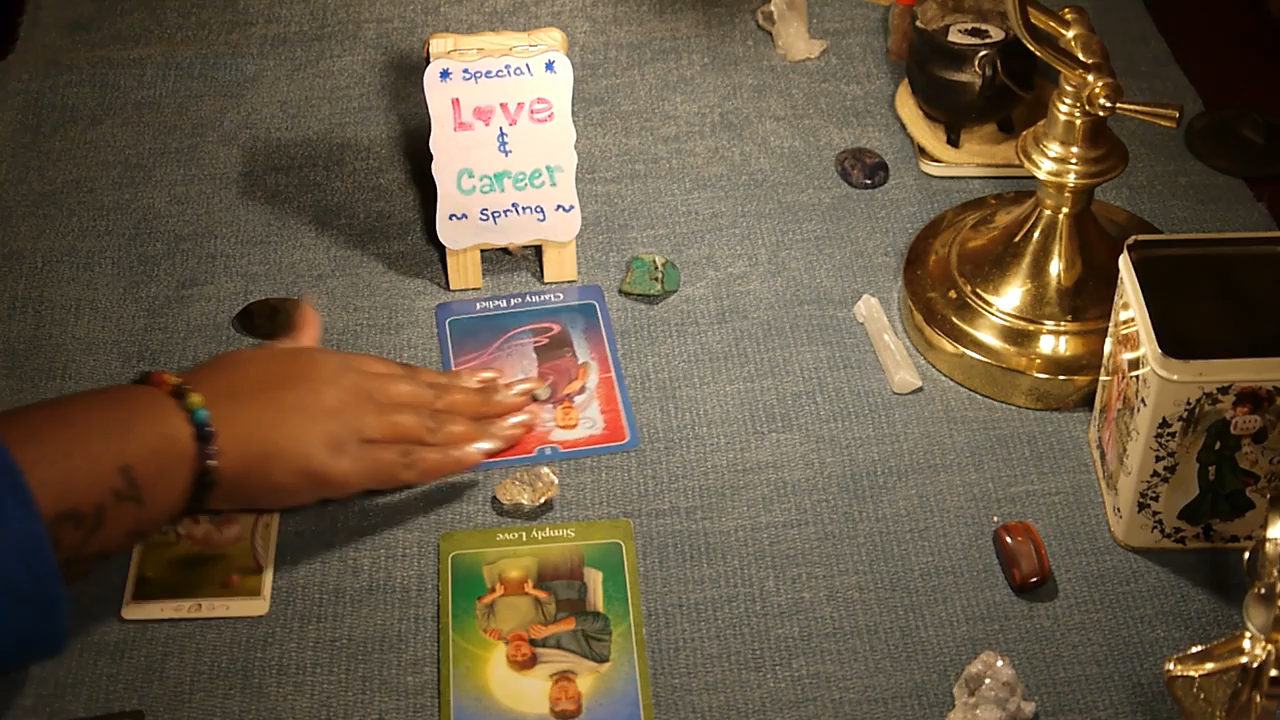 * Special *
Love
&
Career
~ Spring ~
Clarity of Belief
Simply Love